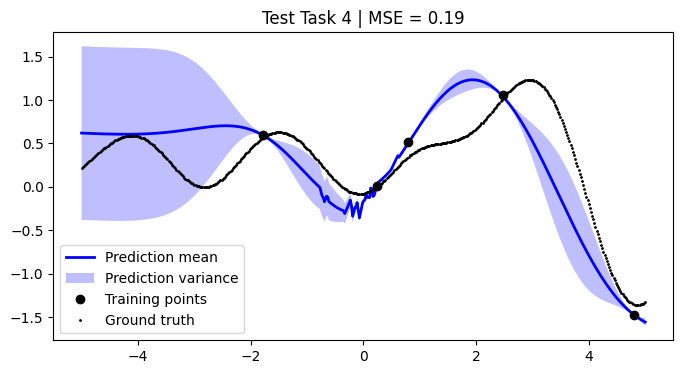 Test Task 4 | MSE = 0.19
1.5
1.0
0.5
0.0
−0.5
−1.0
−1.5
Prediction mean
Prediction variance
Training points
Ground truth
−4 −2 0 2 4